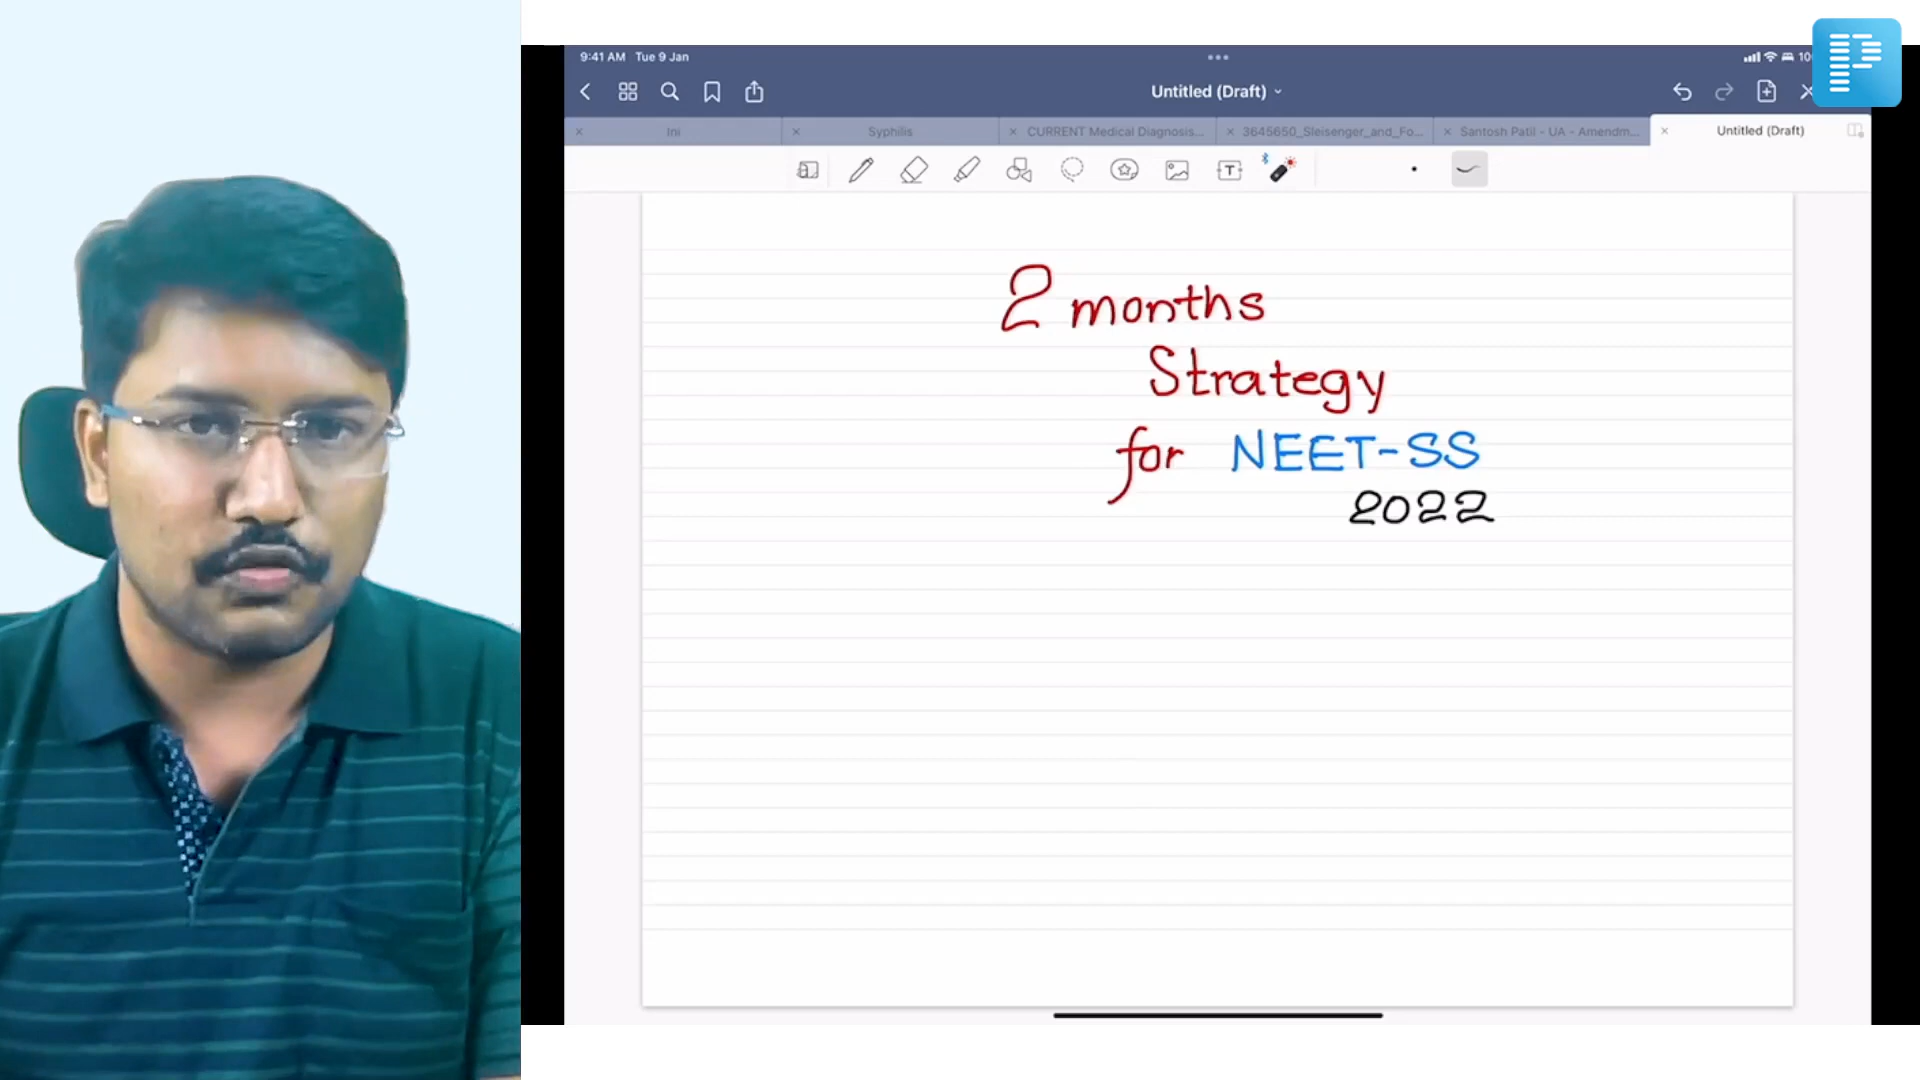 9:41 AM Tue 9 Jan
Untitled (Draft)
Ini
Syphilis
CURRENT Medical Diagnosis...
3645650_Sleisenger_and_Fo...
Santosh Patil - UA - Amendm...
Untitled (Draft)
T
2 months
Strategy
for NEET-SS
2022